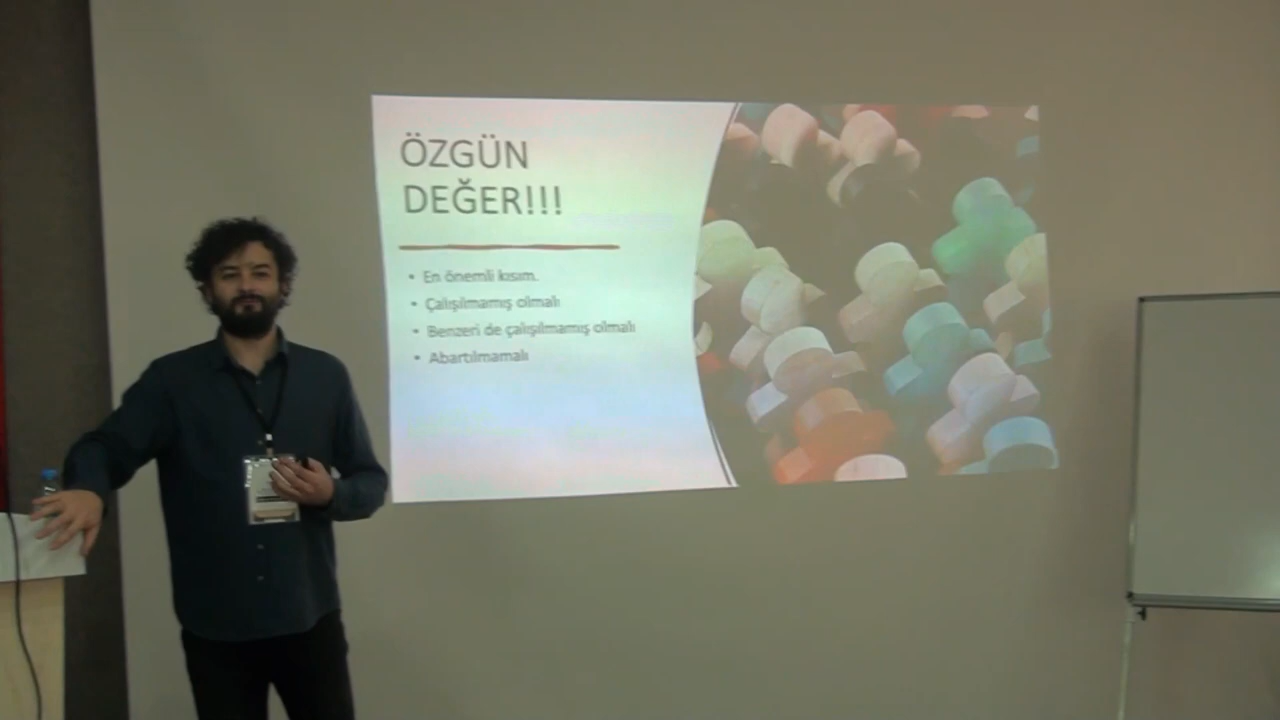 ÖZGÜN
DEĞER!!!
• En önemli kısım.
• Çalışılmamış olmalı
• Benzeri de çalışılmamış olmalı
• Abartılmamalı